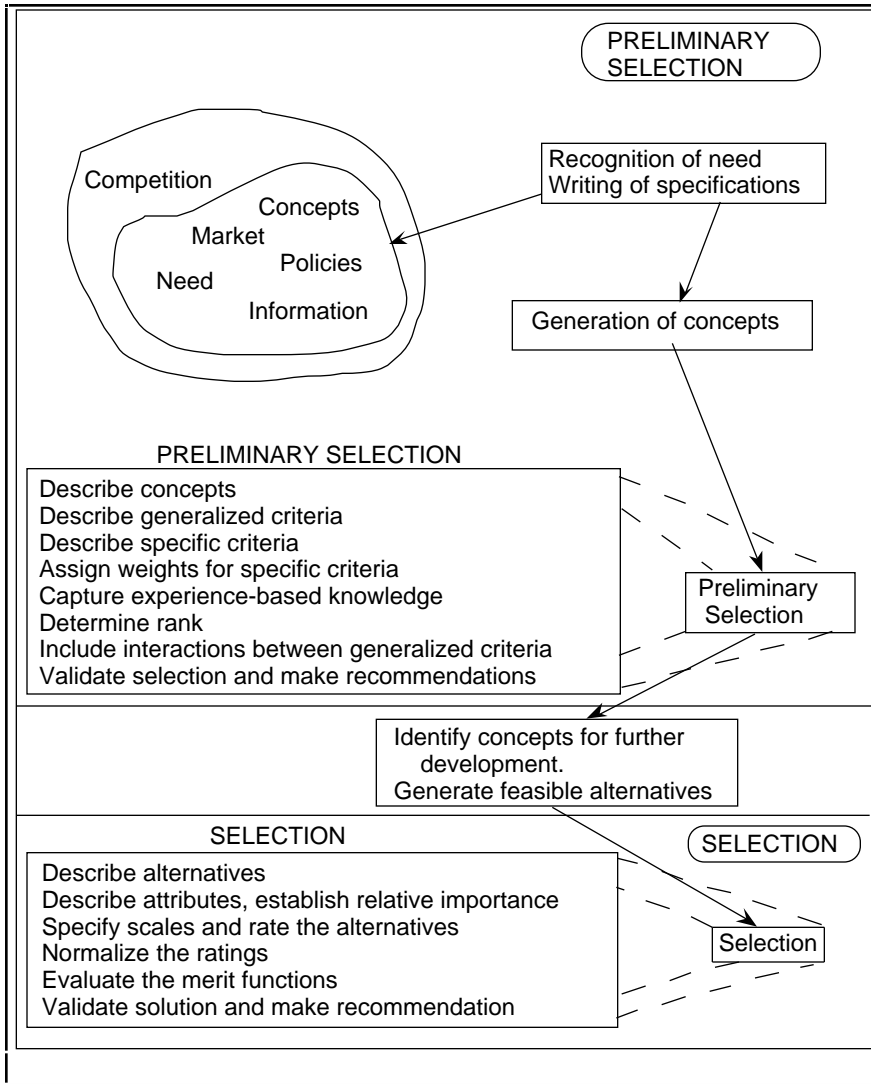 PRELIMINARY
SELECTION
Recognition of need
Writing of specifications
Competition
Concepts
Market
Policies
Need
Information
Generation of concepts
PRELIMINARY SELECTION
Describe concepts
Describe generalized criteria
Describe specific criteria
Assign weights for specific criteria
Capture experience-based knowledge
Determine rank
Include interactions between generalized criteria
Validate selection and make recommendations
Preliminary
Selection
Identify concepts for further
development.
Generate feasible alternatives
SELECTION
SELECTION
Describe alternatives
Describe attributes, establish relative importance
Specify scales and rate the alternatives
Normalize the ratings
Evaluate the merit functions
Validate solution and make recommendation
Selection